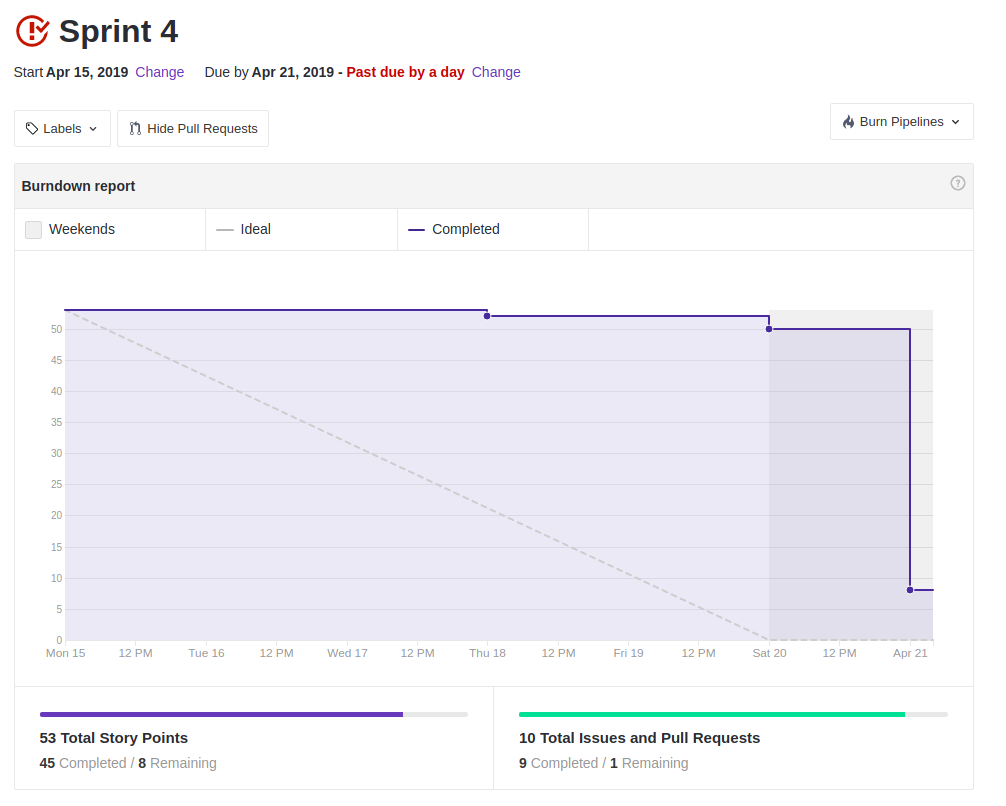 Sprint 4
Start Apr 15, 2019 Change Due by Apr 21, 2019 - Past due by a day Change
Labels Hide Pull Requests Burn Pipelines
Burndown report ?
Weekends Ideal Completed
50
45
40
35
30
25
20
15
10
5
0
Mon 15 12 PM Tue 16 12 PM Wed 17 12 PM Thu 18 12 PM Fri 19 12 PM Sat 20 12 PM Apr 21
53 Total Story Points
45 Completed / 8 Remaining
10 Total Issues and Pull Requests
9 Completed / 1 Remaining